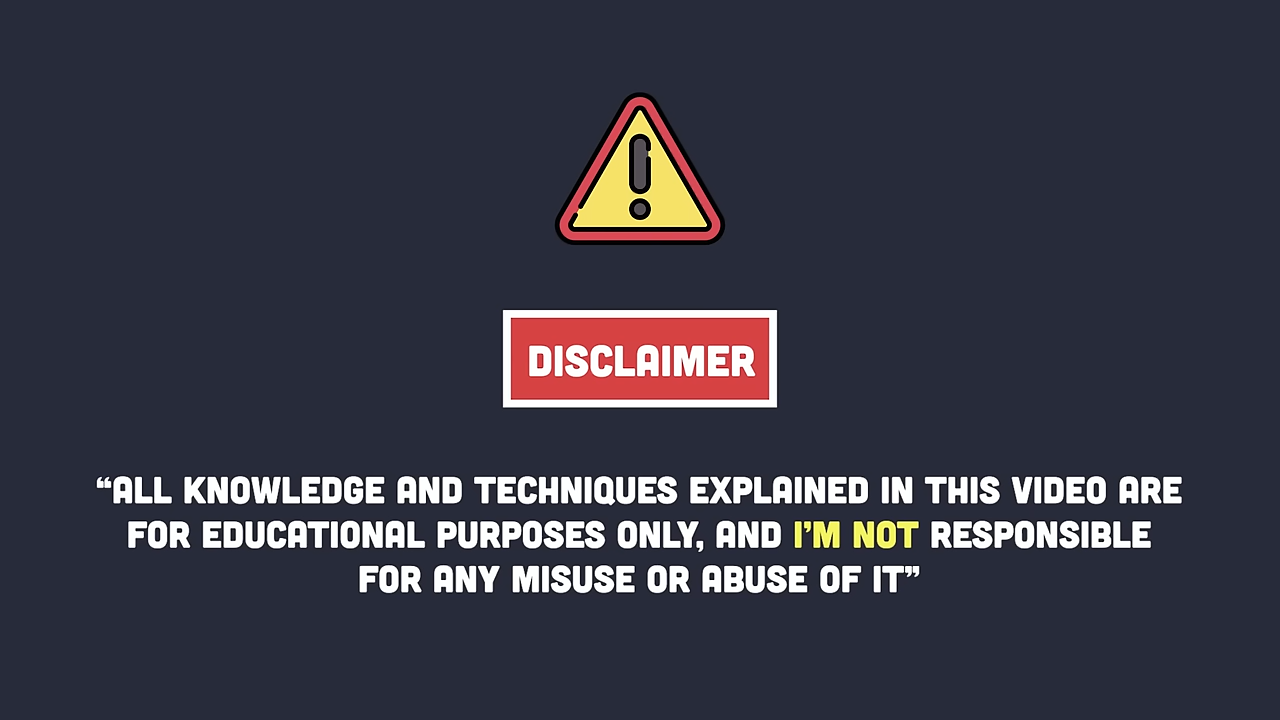 DISCLAIMER
“ALL KNOWLEDGE AND TECHNIQUES EXPLAINED IN THIS VIDEO ARE
FOR EDUCATIONAL PURPOSES ONLY, AND I’M NOT RESPONSIBLE
FOR ANY MISUSE OR ABUSE OF IT”